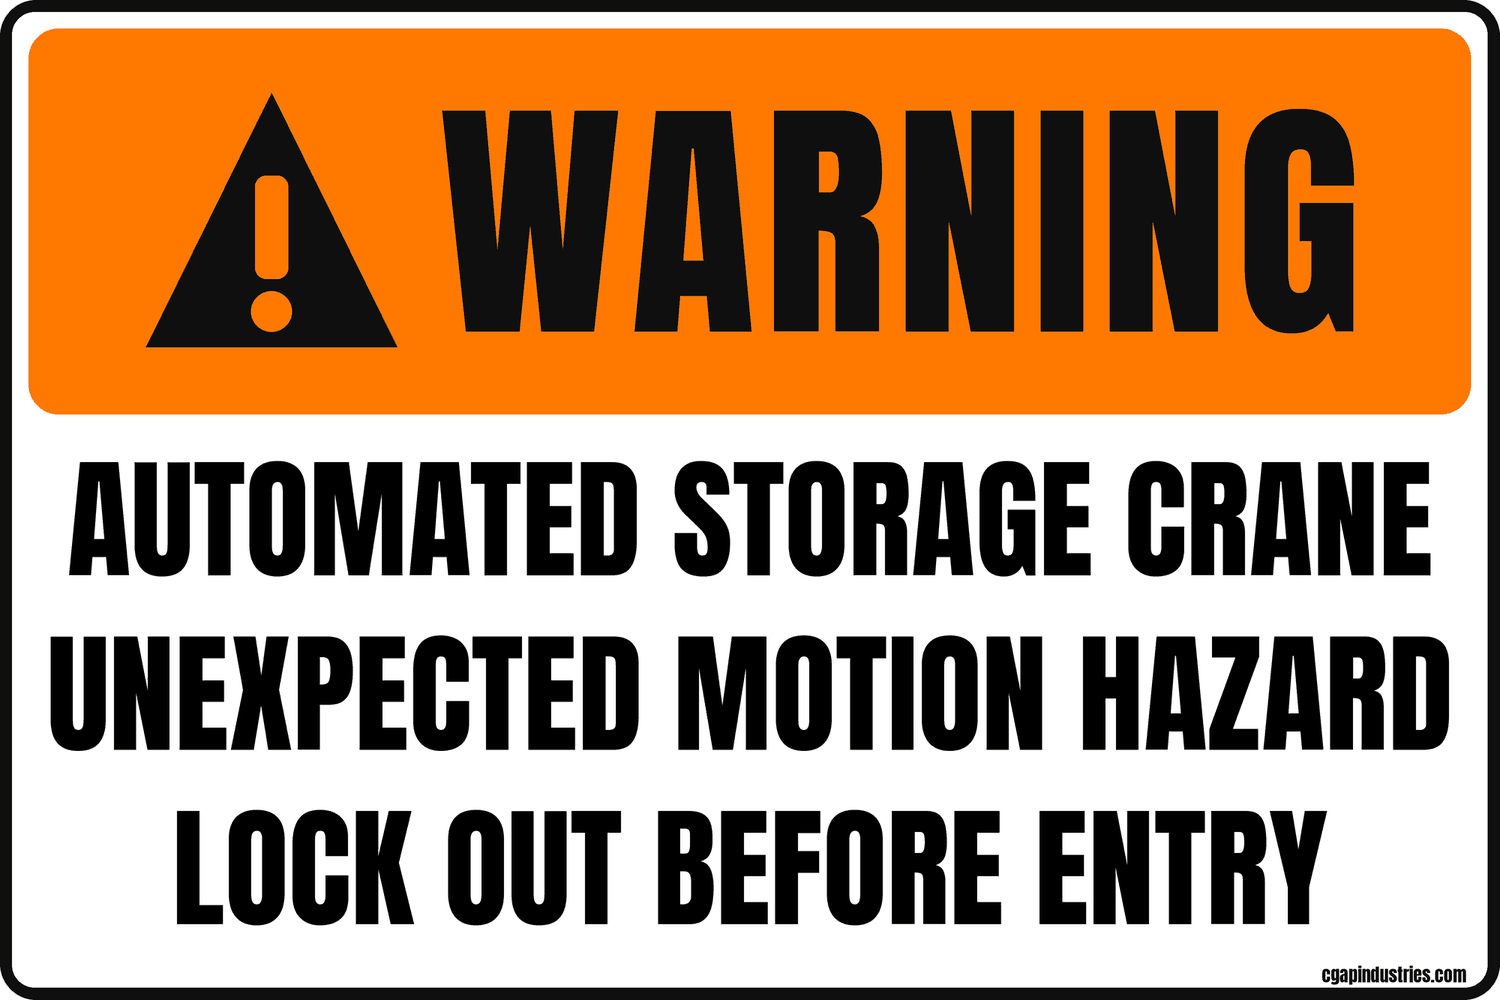 WARNING
AUTOMATED STORAGE CRANE
UNEXPECTED MOTION HAZARD
LOCK OUT BEFORE ENTRY
cgapindustries.com